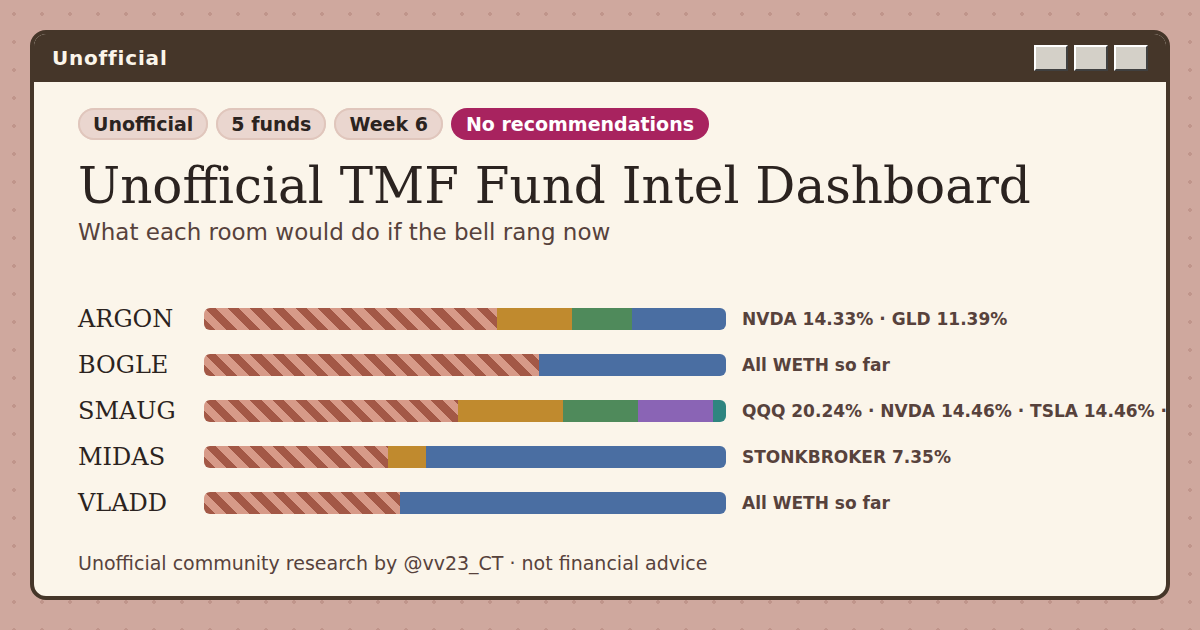 Unofficial
Unofficial 5 funds Week 6 No recommendations
Unofficial TMF Fund Intel Dashboard
What each room would do if the bell rang now
ARGON NVDA 14.33% · GLD 11.39%
BOGLE All WETH so far
SMAUG QQQ 20.24% · NVDA 14.46% · TSLA 14.46% ·
MIDAS STONKBROKER 7.35%
VLADD All WETH so far
Unofficial community research by @vv23_CT · not financial advice